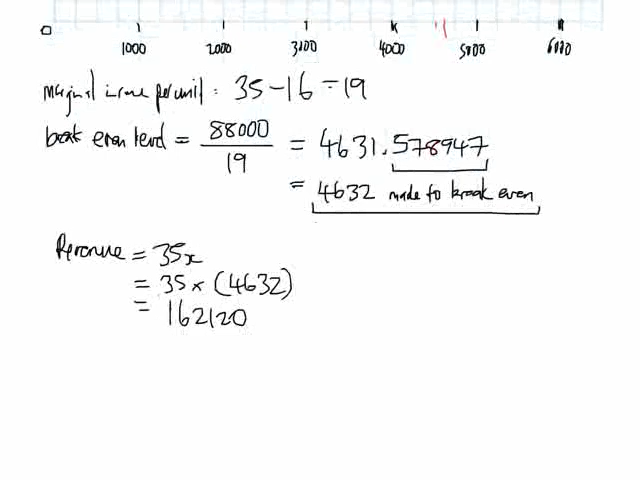 0 1000 2000 3000 4000 5000 6000
marginal income per unit : 35 - 16 = 19
break even level = 88000 / 19 = 4631.578947
= 4632 made to break even
Revenue = 35x
= 35 × (4632)
= 162120